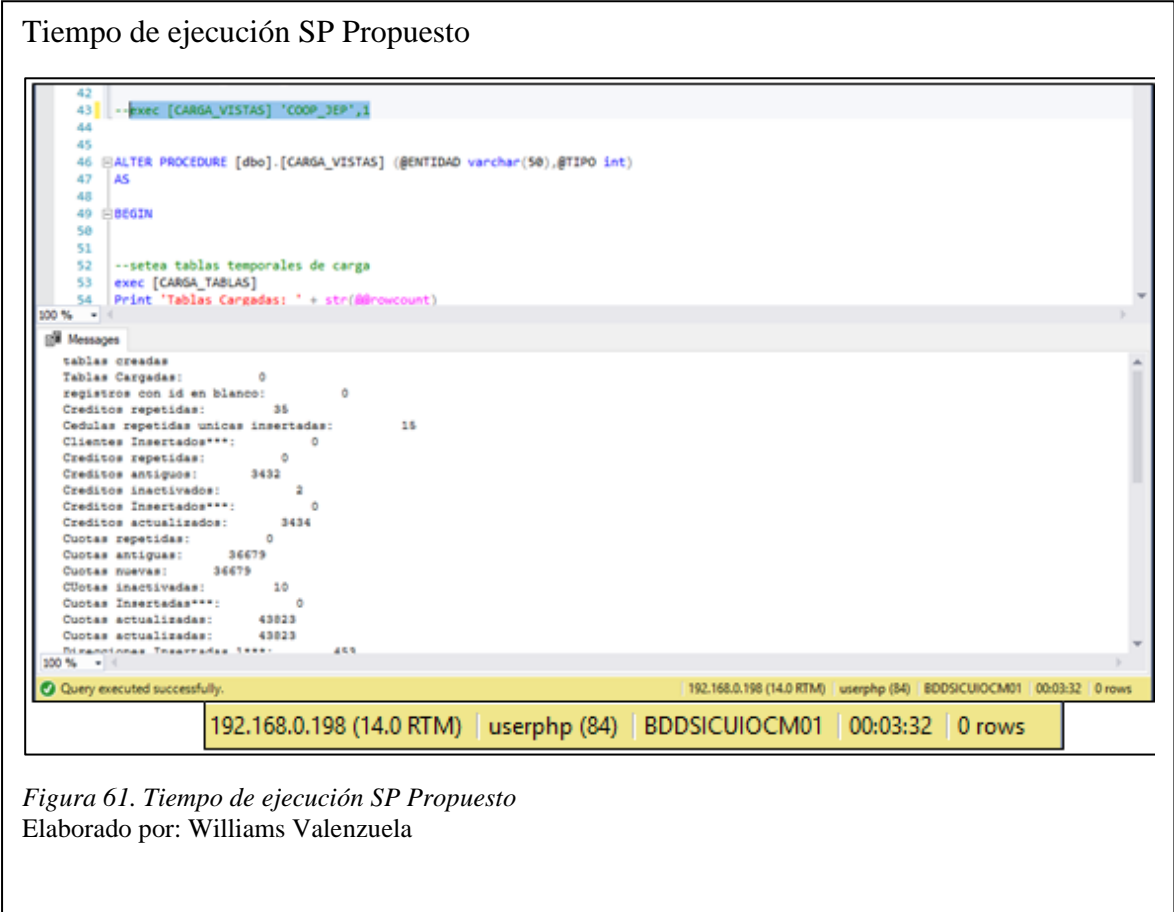 Tiempo de ejecución SP Propuesto
42
43 --exec [CARGA_VISTAS] 'COOP_JEP',1
44
45
46 ALTER PROCEDURE [dbo].[CARGA_VISTAS] (@ENTIDAD varchar(50),@TIPO int)
47 AS
48
49 BEGIN
50
51
52 --setea tablas temporales de carga
53 exec [CARGA_TABLAS]
54 Print 'Tablas Cargadas: ' + str(@@rowcount)
100 %
Messages
tablas creadas
Tablas Cargadas: 0
registros con id en blanco: 0
Creditos repetidas: 35
Cedulas repetidas unicas insertadas: 15
Clientes Insertados***: 0
Creditos repetidas: 0
Creditos antiguos: 3432
Creditos inactivados: 2
Creditos Insertados***: 0
Creditos actualizados: 3434
Cuotas repetidas: 0
Cuotas antiguas: 36679
Cuotas nuevas: 36679
CUotas inactivadas: 10
Cuotas Insertadas***: 0
Cuotas actualizadas: 43823
Cuotas actualizadas: 43823
Direcciones Insertadas 1***: 453
100 %
Query executed successfully. 192.168.0.198 (14.0 RTM) userphp (84) BDDSICUIOCM01 00:03:32 0 rows
192.168.0.198 (14.0 RTM) userphp (84) BDDSICUIOCM01 00:03:32 0 rows
Figura 61. Tiempo de ejecución SP Propuesto
Elaborado por: Williams Valenzuela